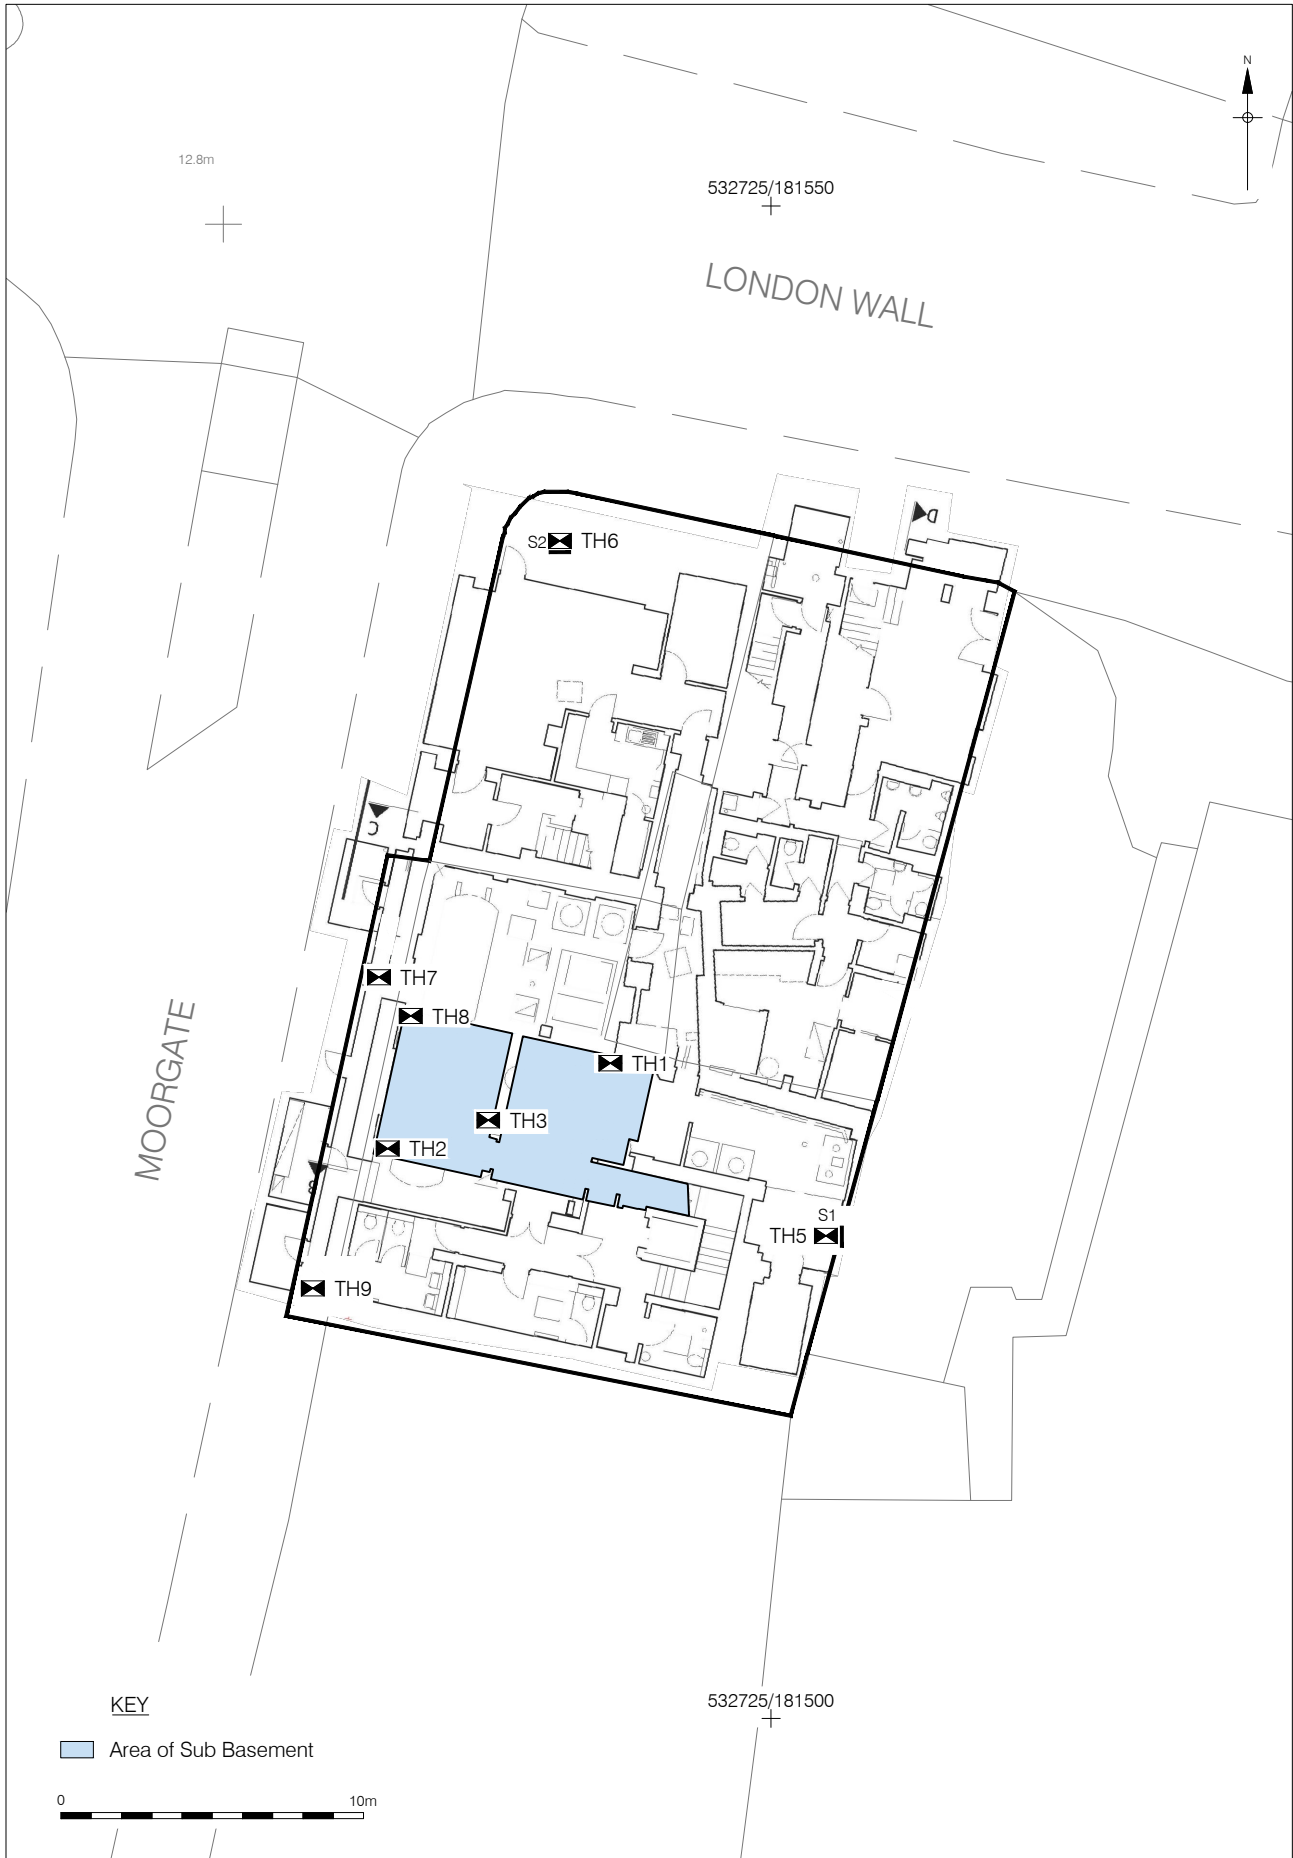 N
12.8m
532725/181550
LONDON WALL
D
S2 TH6
C
TH7
TH8
MOORGATE
TH1
TH3
TH2
B
S1
TH5
TH9
532725/181500
KEY
Area of Sub Basement
0 10m